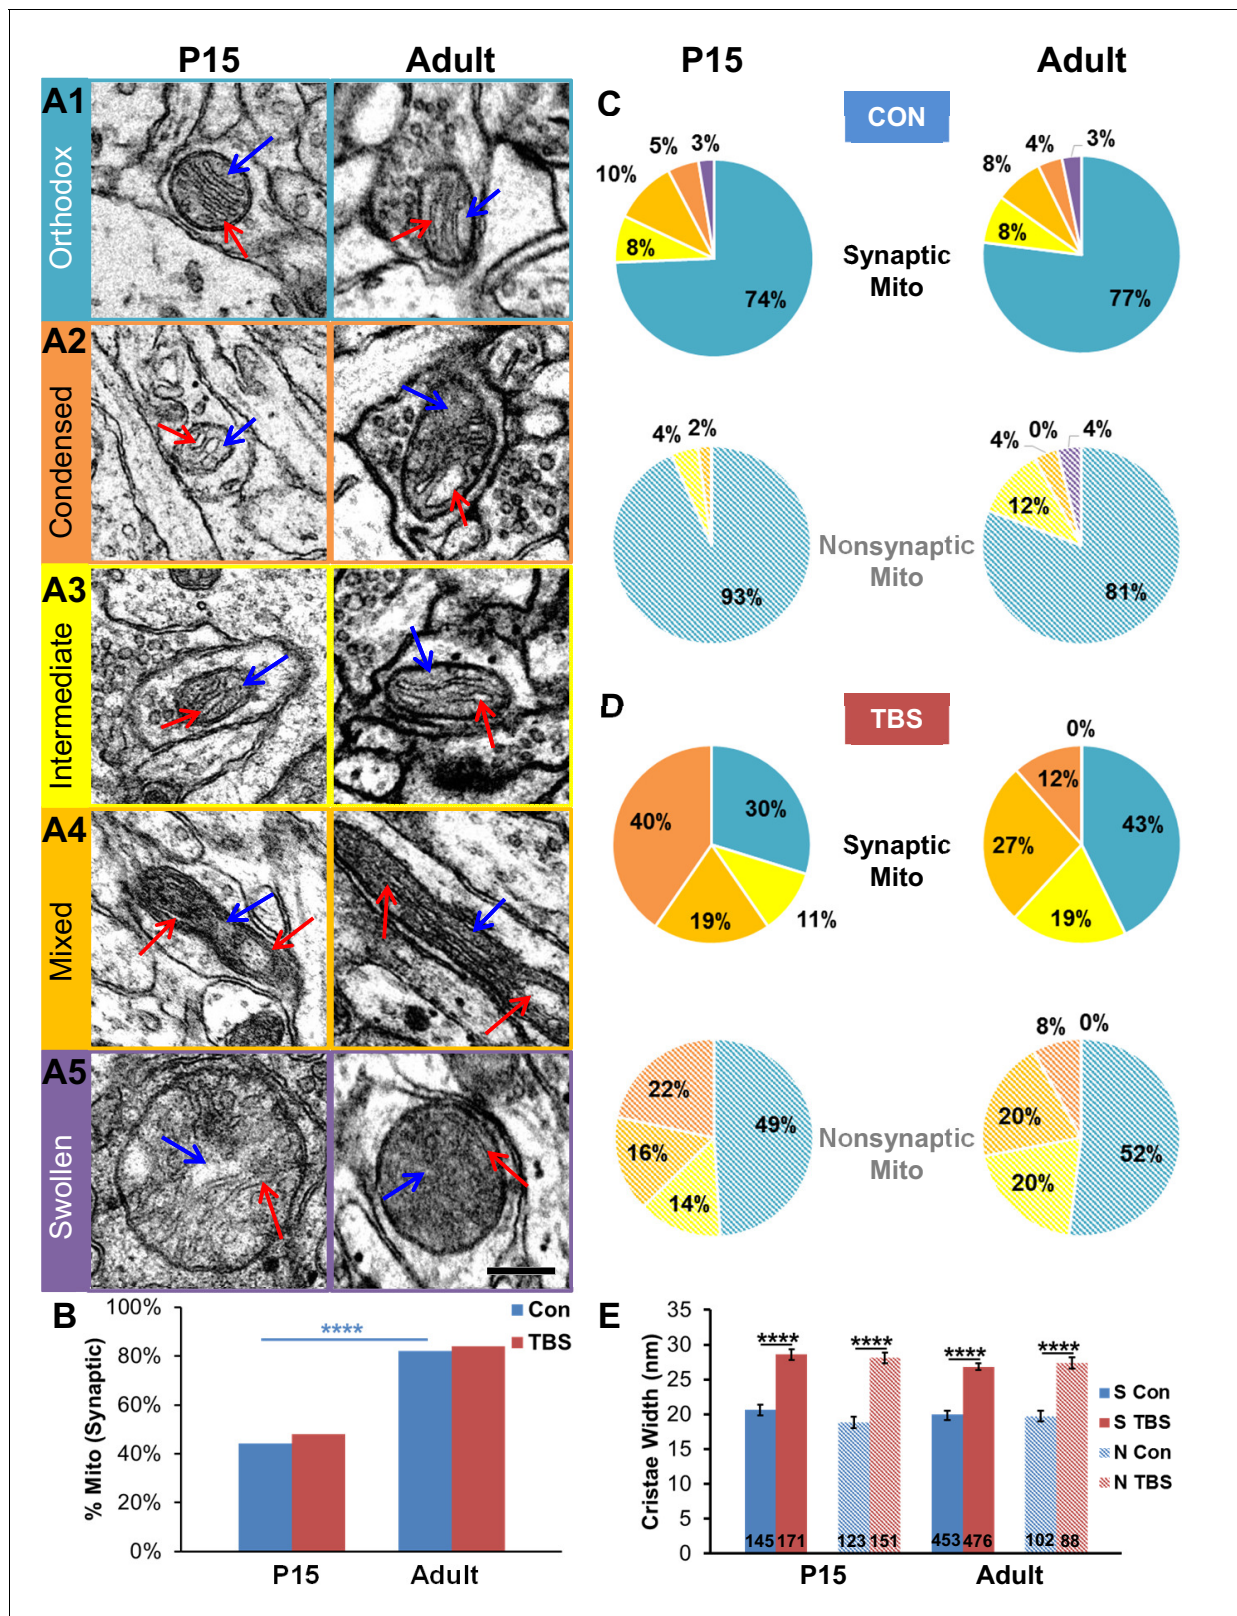 P15 Adult
A1 Orthodox
A2 Condensed
A3 Intermediate
A4 Mixed
A5 Swollen
B
100%
80%
60%
40%
20%
0%
% Mito (Synaptic)
****
Con
TBS
P15 Adult
P15 Adult
C
CON
5% 3%
10%
8%
74%
Synaptic
Mito
4% 3%
8%
8%
77%
4% 2%
93%
Nonsynaptic
Mito
0% 4%
4%
12%
81%
D
TBS
40% 30%
19% 11%
Synaptic
Mito
0%
12%
43%
27%
19%
22%
49%
16%
14%
Nonsynaptic
Mito
8% 0%
20%
52%
20%
E
35
30
25
20
15
10
5
0
Cristae Width (nm)
**** **** **** ****
145 171 123 151 453 476 102 88
P15 Adult
S Con
S TBS
N Con
N TBS